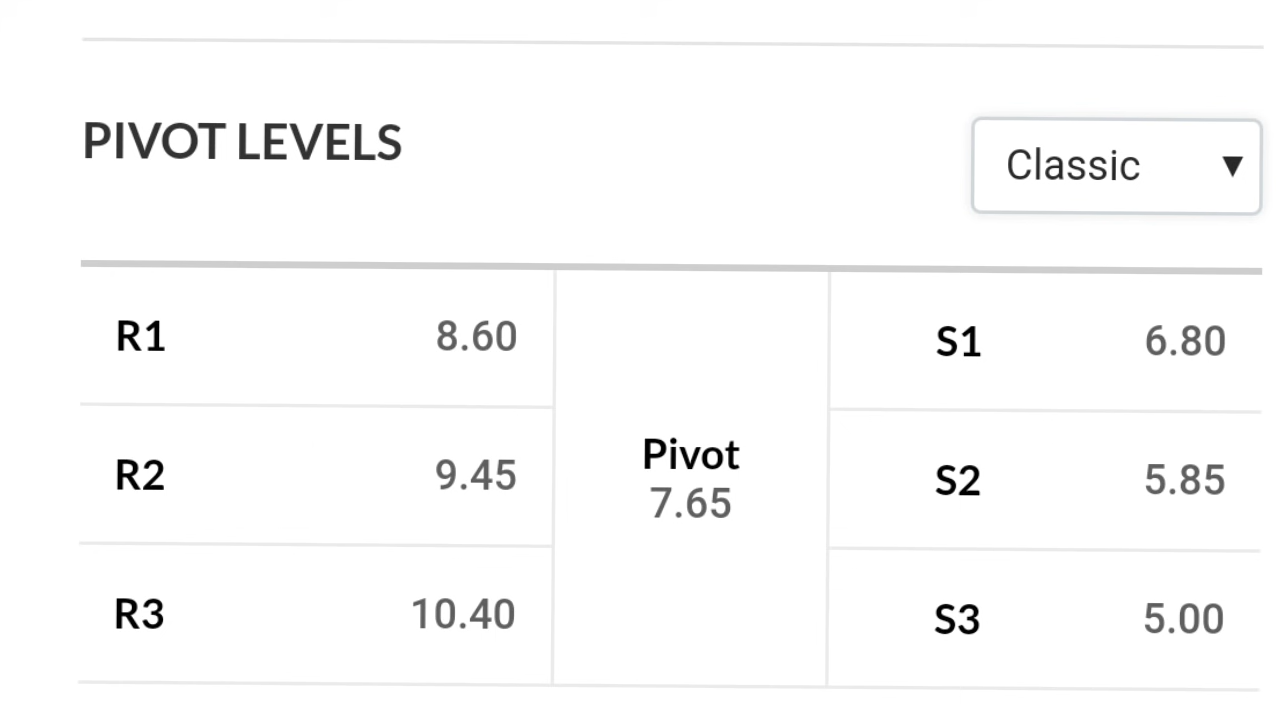 PIVOT LEVELS
Classic
R1 8.60
R2 9.45
R3 10.40
Pivot
7.65
S1 6.80
S2 5.85
S3 5.00